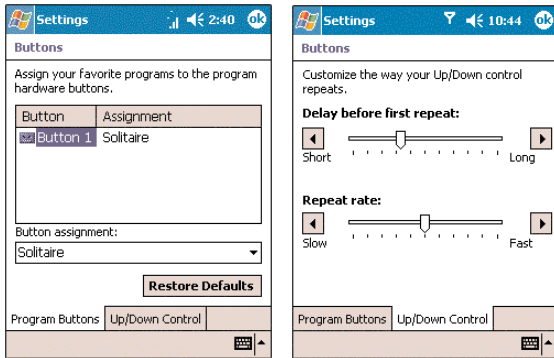 Settings 2:40 ok
Buttons
Assign your favorite programs to the program
hardware buttons.
Button Assignment
Button 1 Solitaire
Button assignment:
Solitaire
Restore Defaults
Program Buttons Up/Down Control
Settings 10:44 ok
Buttons
Customize the way your Up/Down control
repeats.
Delay before first repeat:
Short Long
Repeat rate:
Slow Fast
Program Buttons Up/Down Control